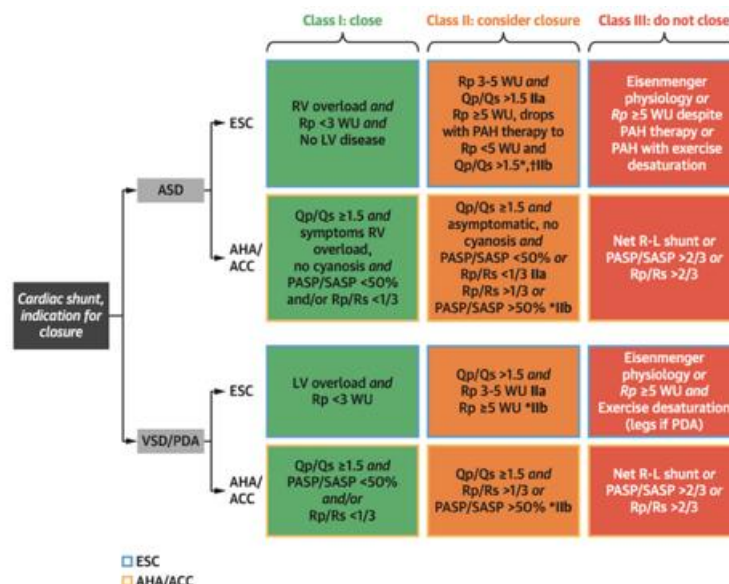 Class I: close
Class II: consider closure
Class III: do not close
Cardiac shunt,
indication for
closure
ASD
ESC
RV overload and
Rp <3 WU and
No LV disease
Rp 3-5 WU and
Qp/Qs >1.5 IIa
Rp ≥5 WU, drops
with PAH therapy to
Rp <5 WU and
Qp/Qs >1.5*,†IIb
Eisenmenger
physiology or
Rp ≥5 WU despite
PAH therapy or
PAH with exercise
desaturation
AHA/
ACC
Qp/Qs ≥1.5 and
symptoms RV
overload,
no cyanosis and
PASP/SASP <50%
and/or Rp/Rs <1/3
Qp/Qs ≥1.5 and
asymptomatic, no
cyanosis and
PASP/SASP <50% or
Rp/Rs <1/3 IIa
Rp/Rs >1/3 or
PASP/SASP >50% *IIb
Net R-L shunt or
PASP/SASP >2/3 or
Rp/Rs >2/3
VSD/PDA
ESC
LV overload and
Rp <3 WU
Qp/Qs >1.5 and
Rp 3-5 WU IIa
Rp ≥5 WU *IIb
Eisenmenger
physiology or
Rp ≥5 WU and
Exercise desaturation
(legs if PDA)
AHA/
ACC
Qp/Qs ≥1.5 and
PASP/SASP <50%
and/or
Rp/Rs <1/3
Qp/Qs ≥1.5 and
Rp/Rs >1/3 or
PASP/SASP >50% *IIb
Net R-L shunt or
PASP/SASP >2/3 or
Rp/Rs >2/3
ESC
AHA/ACC